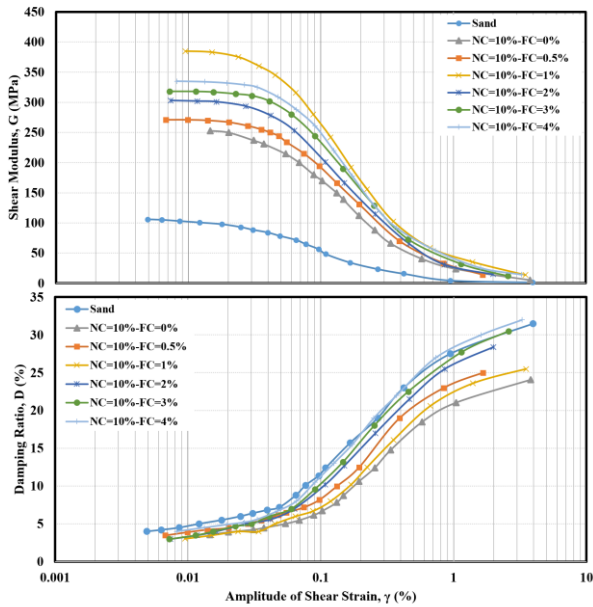 450
400
350
300
250
200
150
100
50
0
Shear Modulus, G (MPa)
Sand
NC=10%-FC=0%
NC=10%-FC=0.5%
NC=10%-FC=1%
NC=10%-FC=2%
NC=10%-FC=3%
NC=10%-FC=4%
35
30
25
20
15
10
5
0
Damping Ratio, D (%)
Sand
NC=10%-FC=0%
NC=10%-FC=0.5%
NC=10%-FC=1%
NC=10%-FC=2%
NC=10%-FC=3%
NC=10%-FC=4%
0.001 0.01 0.1 1 10
Amplitude of Shear Strain, γ (%)